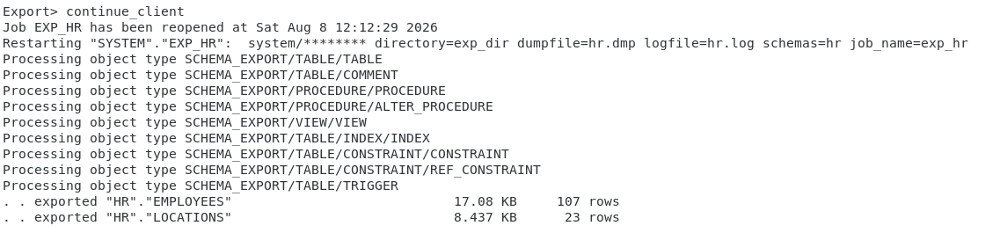 Export> continue_client
Job EXP_HR has been reopened at Sat Aug 8 12:12:29 2026
Restarting "SYSTEM"."EXP_HR":  system/******** directory=exp_dir dumpfile=hr.dmp logfile=hr.log schemas=hr job_name=exp_hr
Processing object type SCHEMA_EXPORT/TABLE/TABLE
Processing object type SCHEMA_EXPORT/TABLE/COMMENT
Processing object type SCHEMA_EXPORT/PROCEDURE/PROCEDURE
Processing object type SCHEMA_EXPORT/PROCEDURE/ALTER_PROCEDURE
Processing object type SCHEMA_EXPORT/VIEW/VIEW
Processing object type SCHEMA_EXPORT/TABLE/INDEX/INDEX
Processing object type SCHEMA_EXPORT/TABLE/CONSTRAINT/CONSTRAINT
Processing object type SCHEMA_EXPORT/TABLE/CONSTRAINT/REF_CONSTRAINT
Processing object type SCHEMA_EXPORT/TABLE/TRIGGER
. . exported "HR"."EMPLOYEES"                            17.08 KB     107 rows
. . exported "HR"."LOCATIONS"                            8.437 KB      23 rows